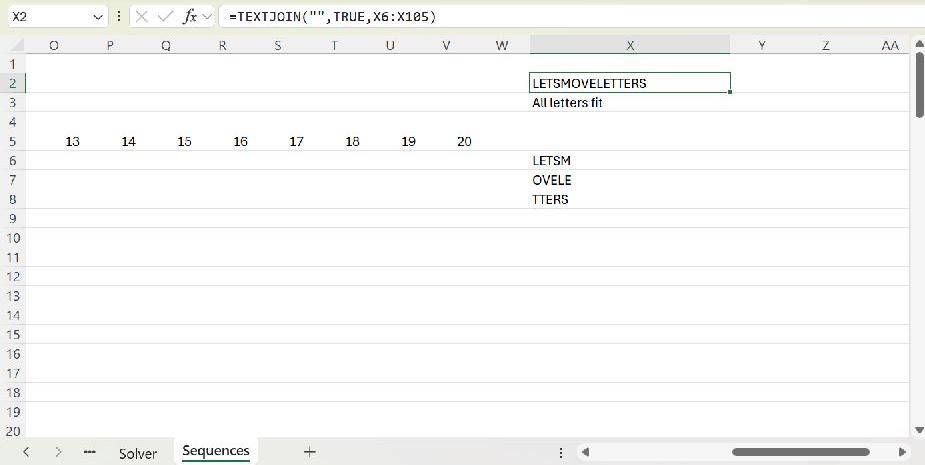 X2 fx =TEXTJOIN("",TRUE,X6:X105)
O P Q R S T U V W X Y Z AA
1
2 LETSMOVELETTERS
3 All letters fit
4
5 13 14 15 16 17 18 19 20
6 LETSM
7 OVELE
8 TTERS
9
10
11
12
13
14
15
16
17
18
19
20
Solver Sequences